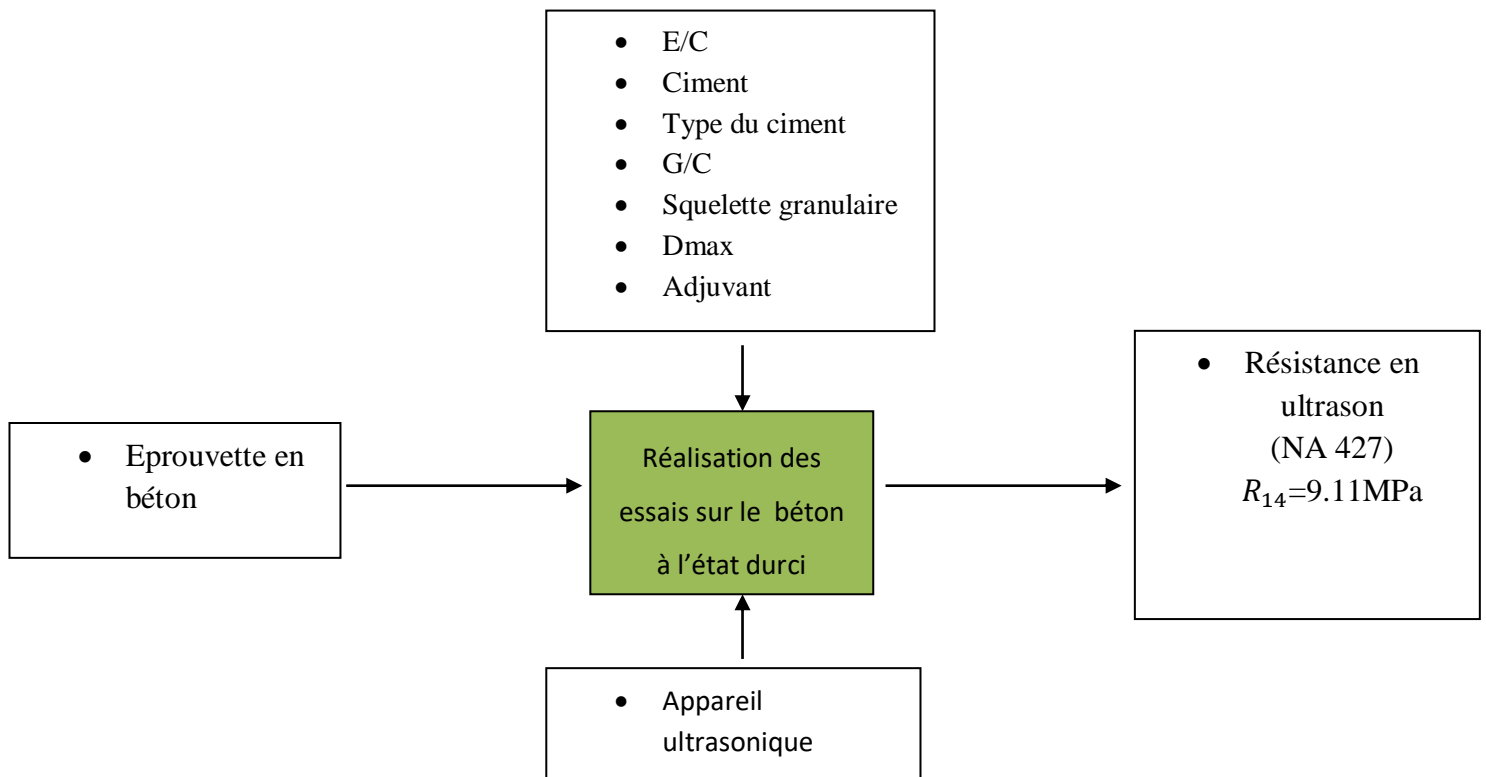 • E/C
• Ciment
• Type du ciment
• G/C
• Squelette granulaire
• Dmax
• Adjuvant
• Eprouvette en
béton
Réalisation des
essais sur le béton
à l’état durci
• Résistance en
ultrason
(NA 427)
𝑅₁₄=9.11MPa
• Appareil
ultrasonique